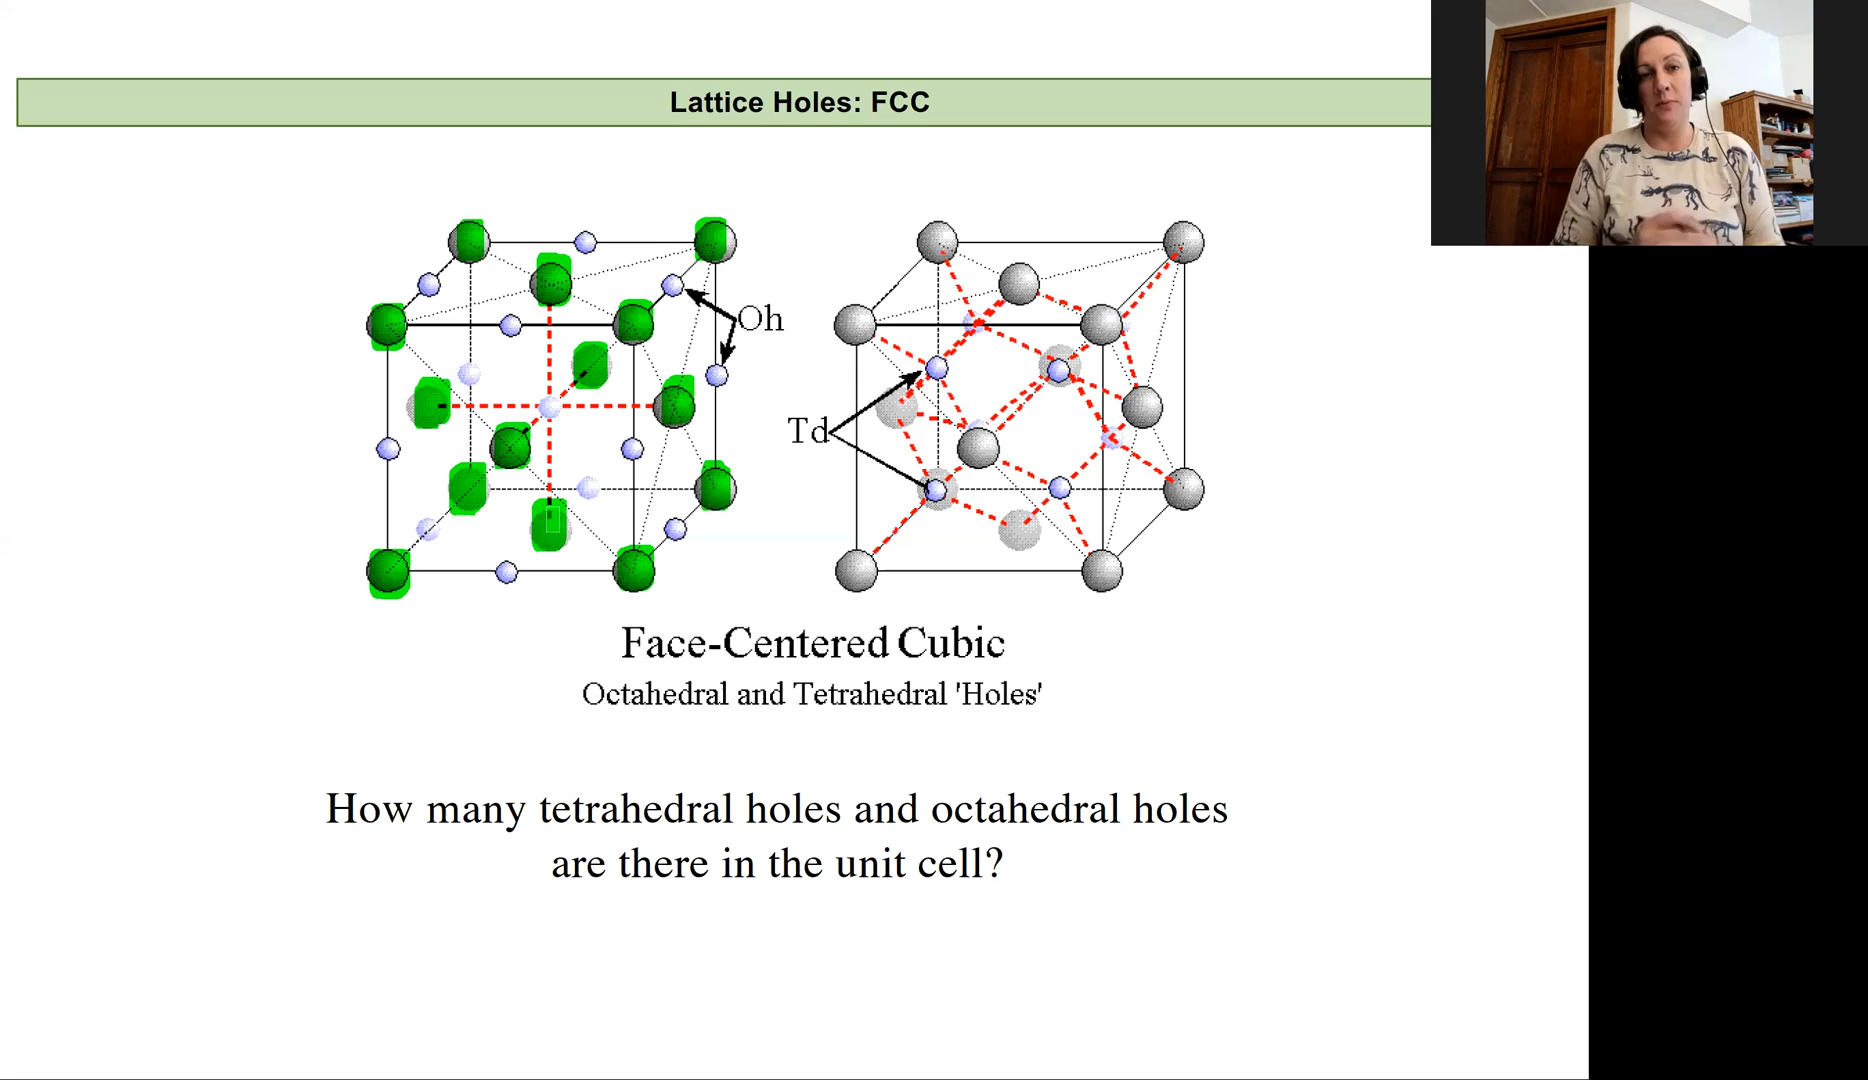 Lattice Holes: FCC
Oh
Td
Face-Centered Cubic
Octahedral and Tetrahedral 'Holes'
How many tetrahedral holes and octahedral holes
are there in the unit cell?